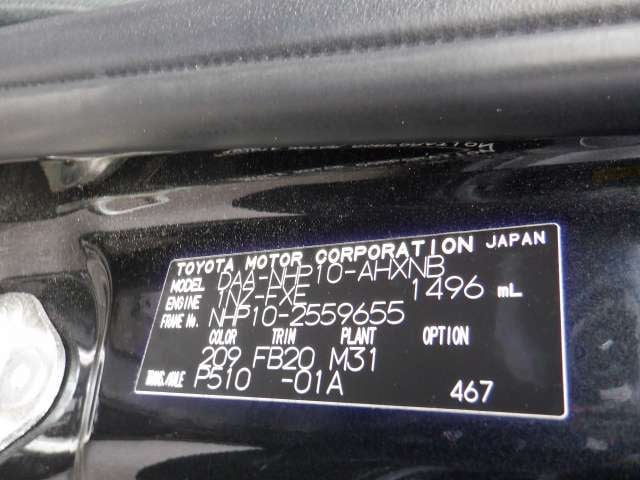 TOYOTA MOTOR CORPORATION JAPAN
MODEL DAA-NHP10-AHXNB
ENGINE 1NZ-FXE 1496 mL
FRAME No. NHP10-2559655
COLOR TRIM PLANT OPTION
209 FB20 M31
TRANS./AXLE P510 -01A 467